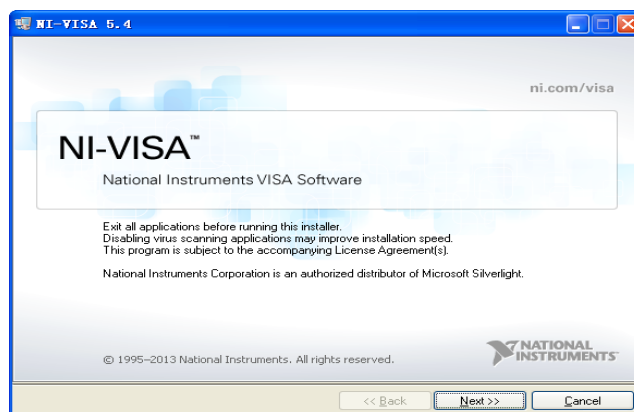 NI-VISA 5.4
ni.com/visa
NI-VISA™
National Instruments VISA Software
Exit all applications before running this installer.
Disabling virus scanning applications may improve installation speed.
This program is subject to the accompanying License Agreement(s).
National Instruments Corporation is an authorized distributor of Microsoft Silverlight.
© 1995–2013 National Instruments. All rights reserved.
NATIONAL
INSTRUMENTS™
<< Back
Next >>
Cancel